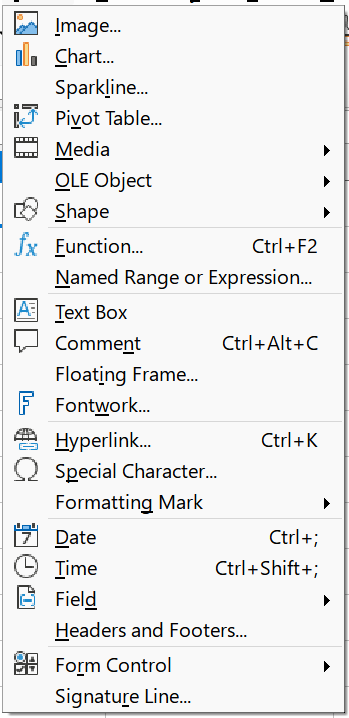 Image...
Chart...
Sparkline...
Pivot Table...
Media
OLE Object
Shape
Function... Ctrl+F2
Named Range or Expression...
Text Box
Comment Ctrl+Alt+C
Floating Frame...
Fontwork...
Hyperlink... Ctrl+K
Special Character...
Formatting Mark
Date Ctrl+;
Time Ctrl+Shift+;
Field
Headers and Footers...
Form Control
Signature Line...